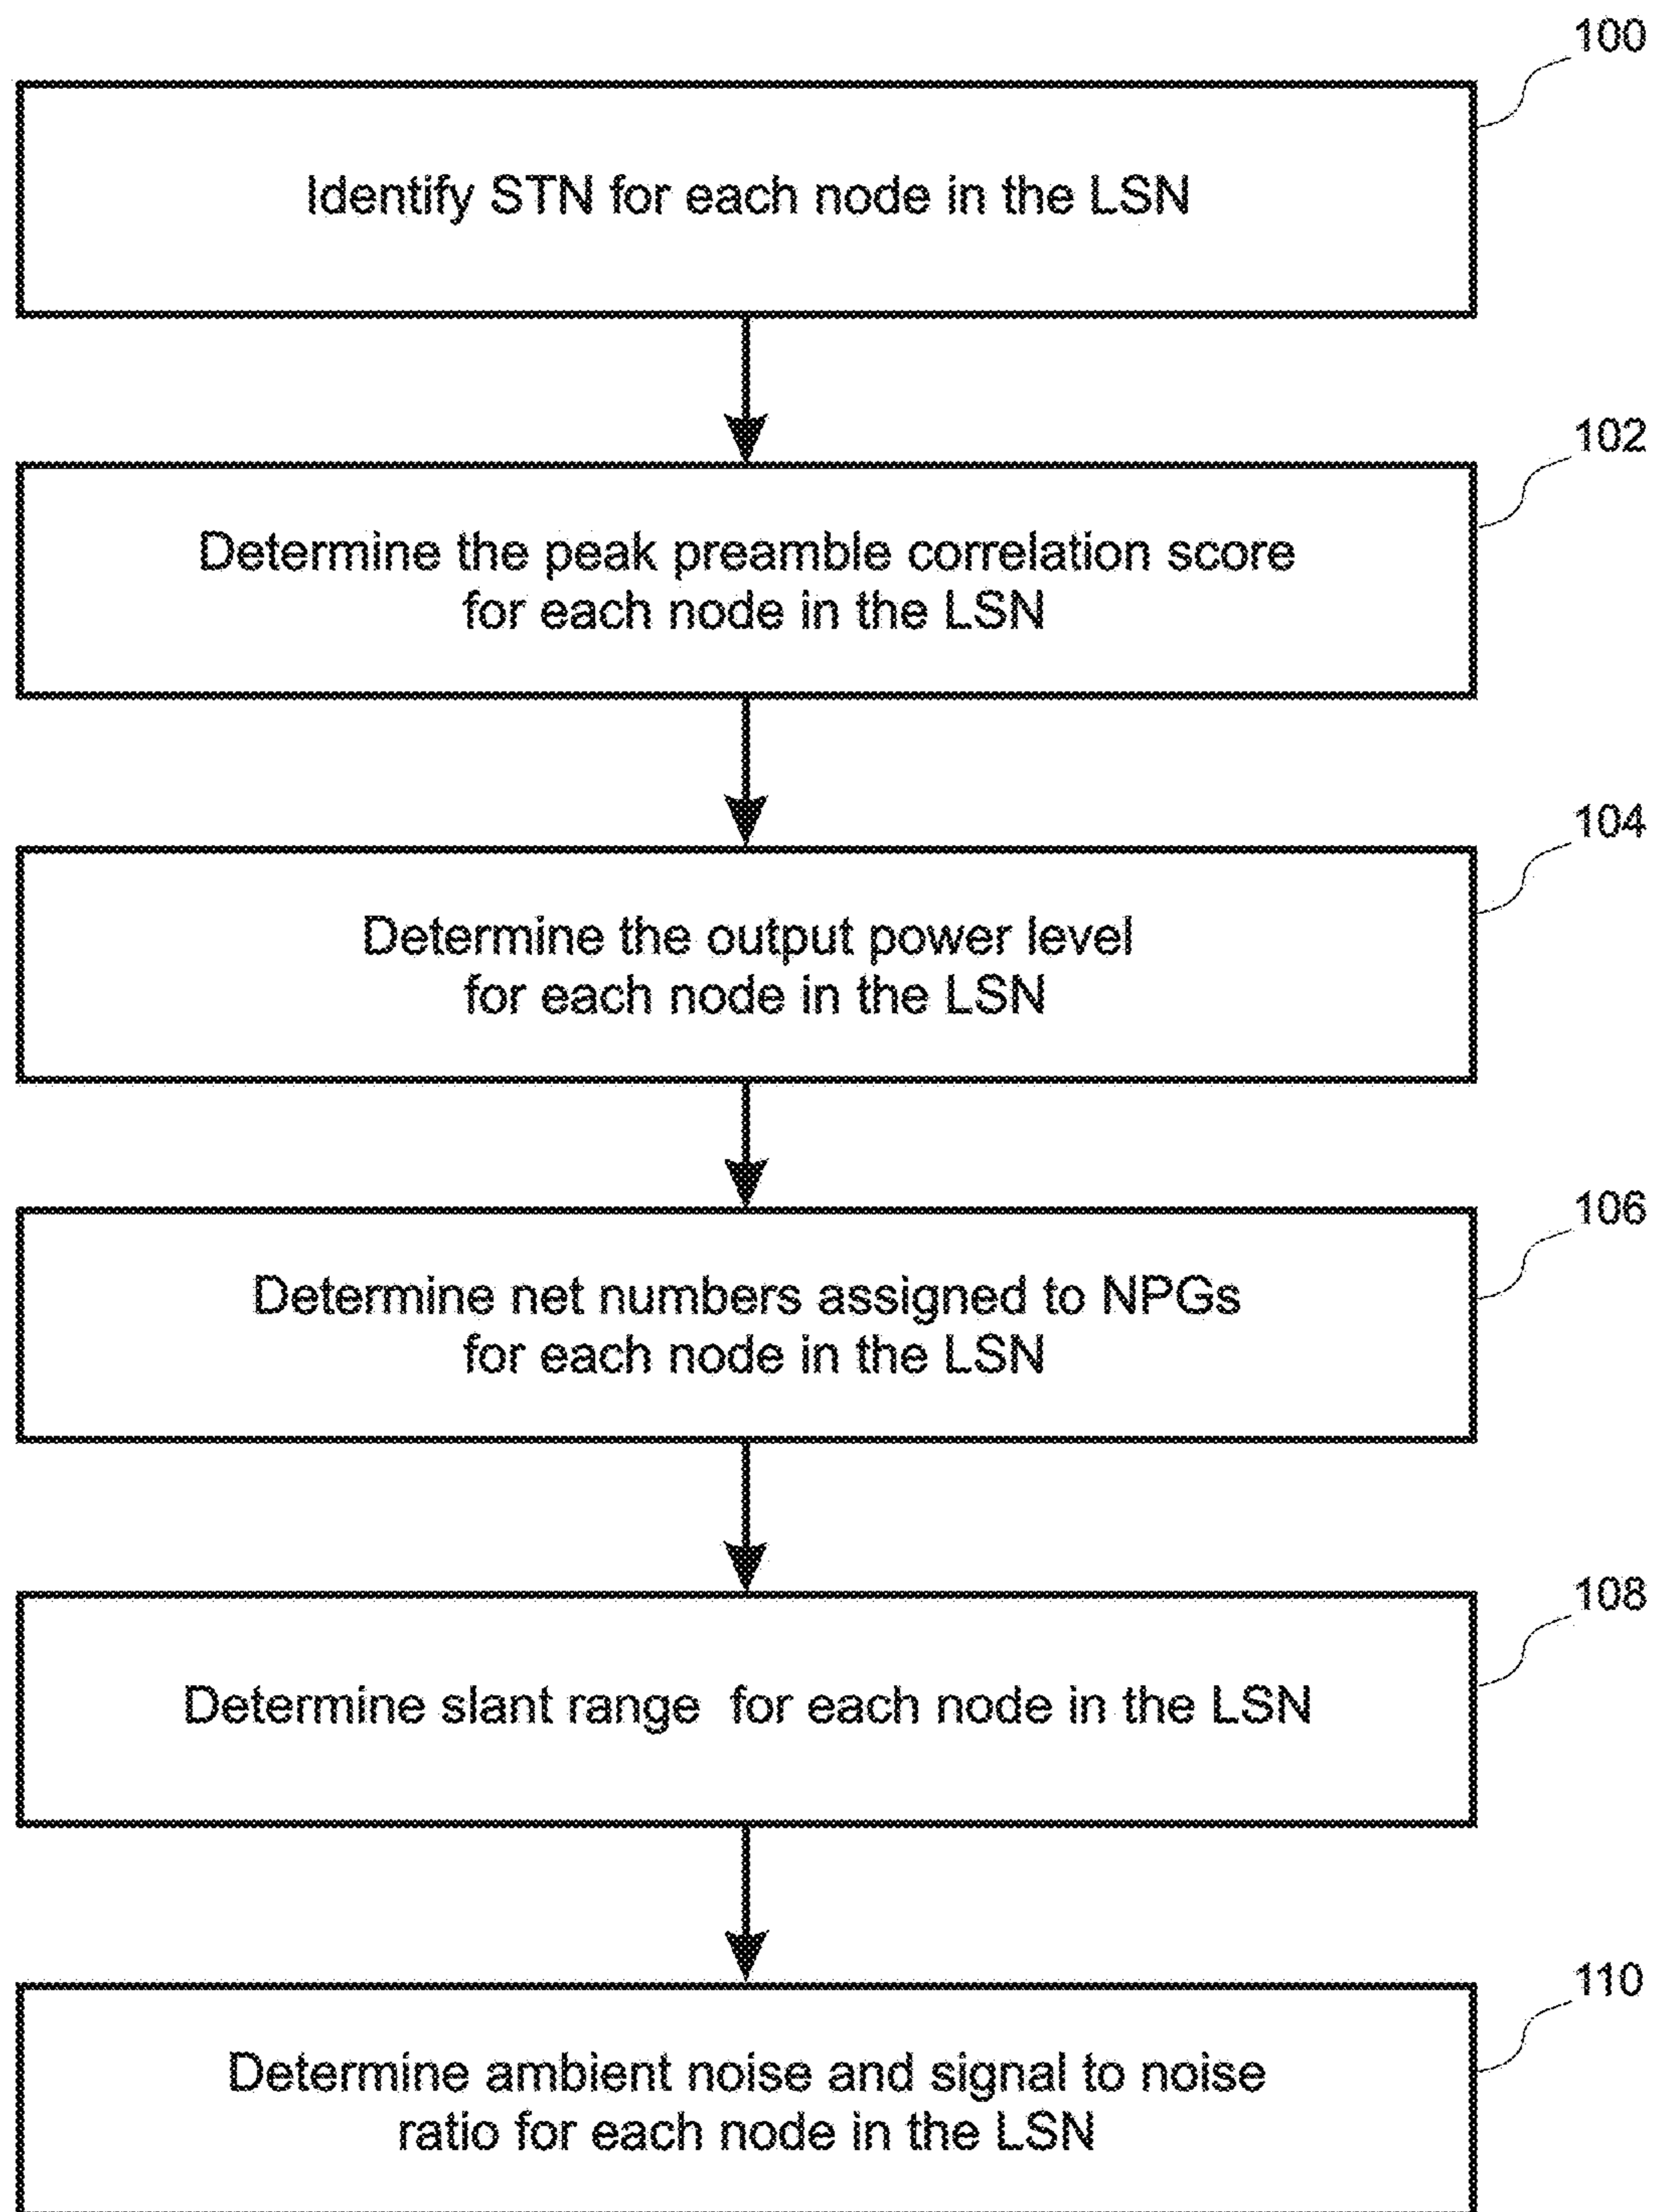 100
Identify STN for each node in the LSN
102
Determine the peak preamble correlation score
for each node in the LSN
104
Determine the output power level
for each node in the LSN
106
Determine net numbers assigned to NPGs
for each node in the LSN
108
Determine slant range for each node in the LSN
110
Determine ambient noise and signal to noise
ratio for each node in the LSN